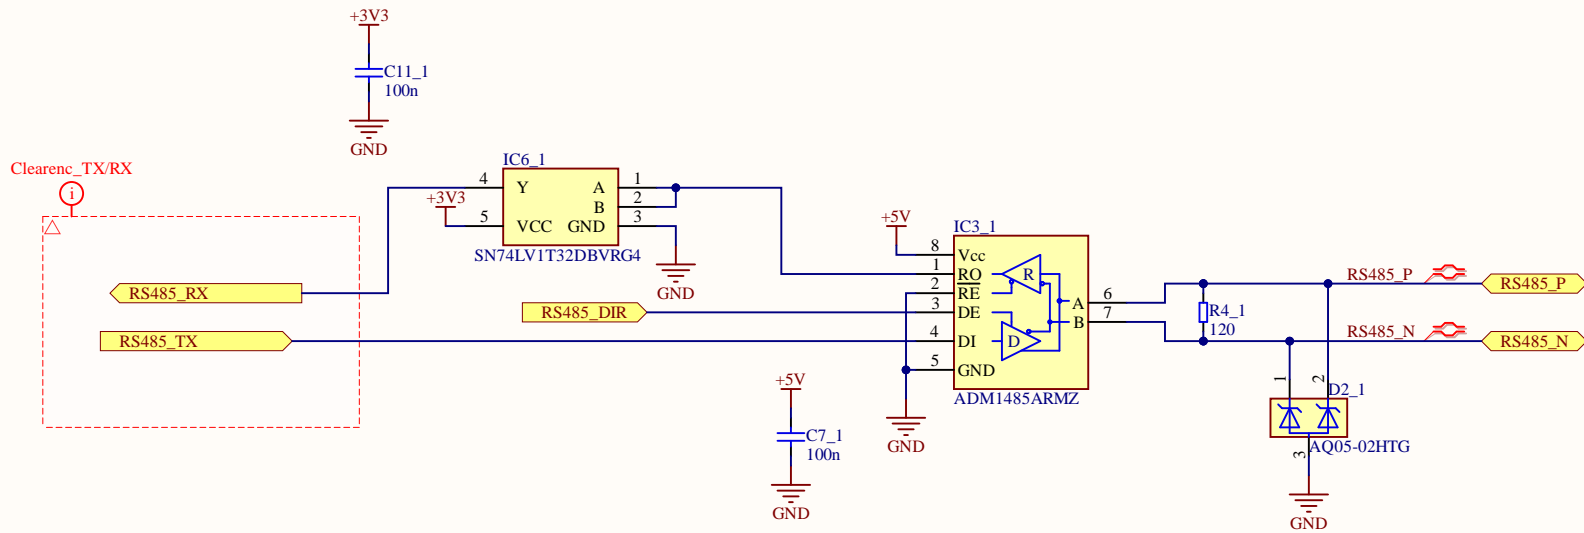 +3V3
C11_1
100n
GND
Clearenc_TX/RX
i
IC6_1
4 Y A 1
B 2
+3V3
5 VCC GND 3
SN74LV1T32DBVRG4
GND
RS485_RX
RS485_DIR
RS485_TX
+5V
IC3_1
8 Vcc
1 RO R
2 RE
3 DE
4 DI D
5 GND
A 6
B 7
ADM1485ARMZ
GND
+5V
C7_1
100n
GND
RS485_P
RS485_P
R4_1
120
RS485_N
RS485_N
1 2
D2_1
AQ05-02HTG
3
GND